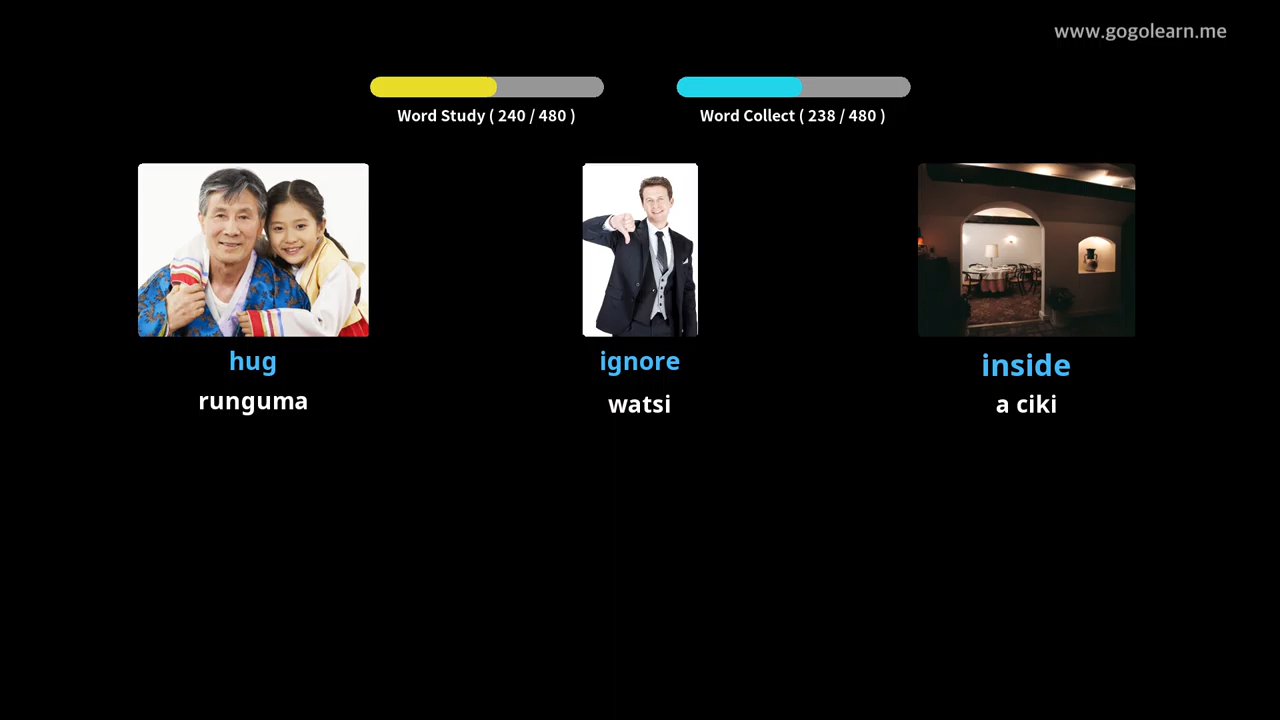 www.gogolearn.me
Word Study ( 240 / 480 )
Word Collect ( 238 / 480 )
hug
ignore
inside
runguma
watsi
a ciki